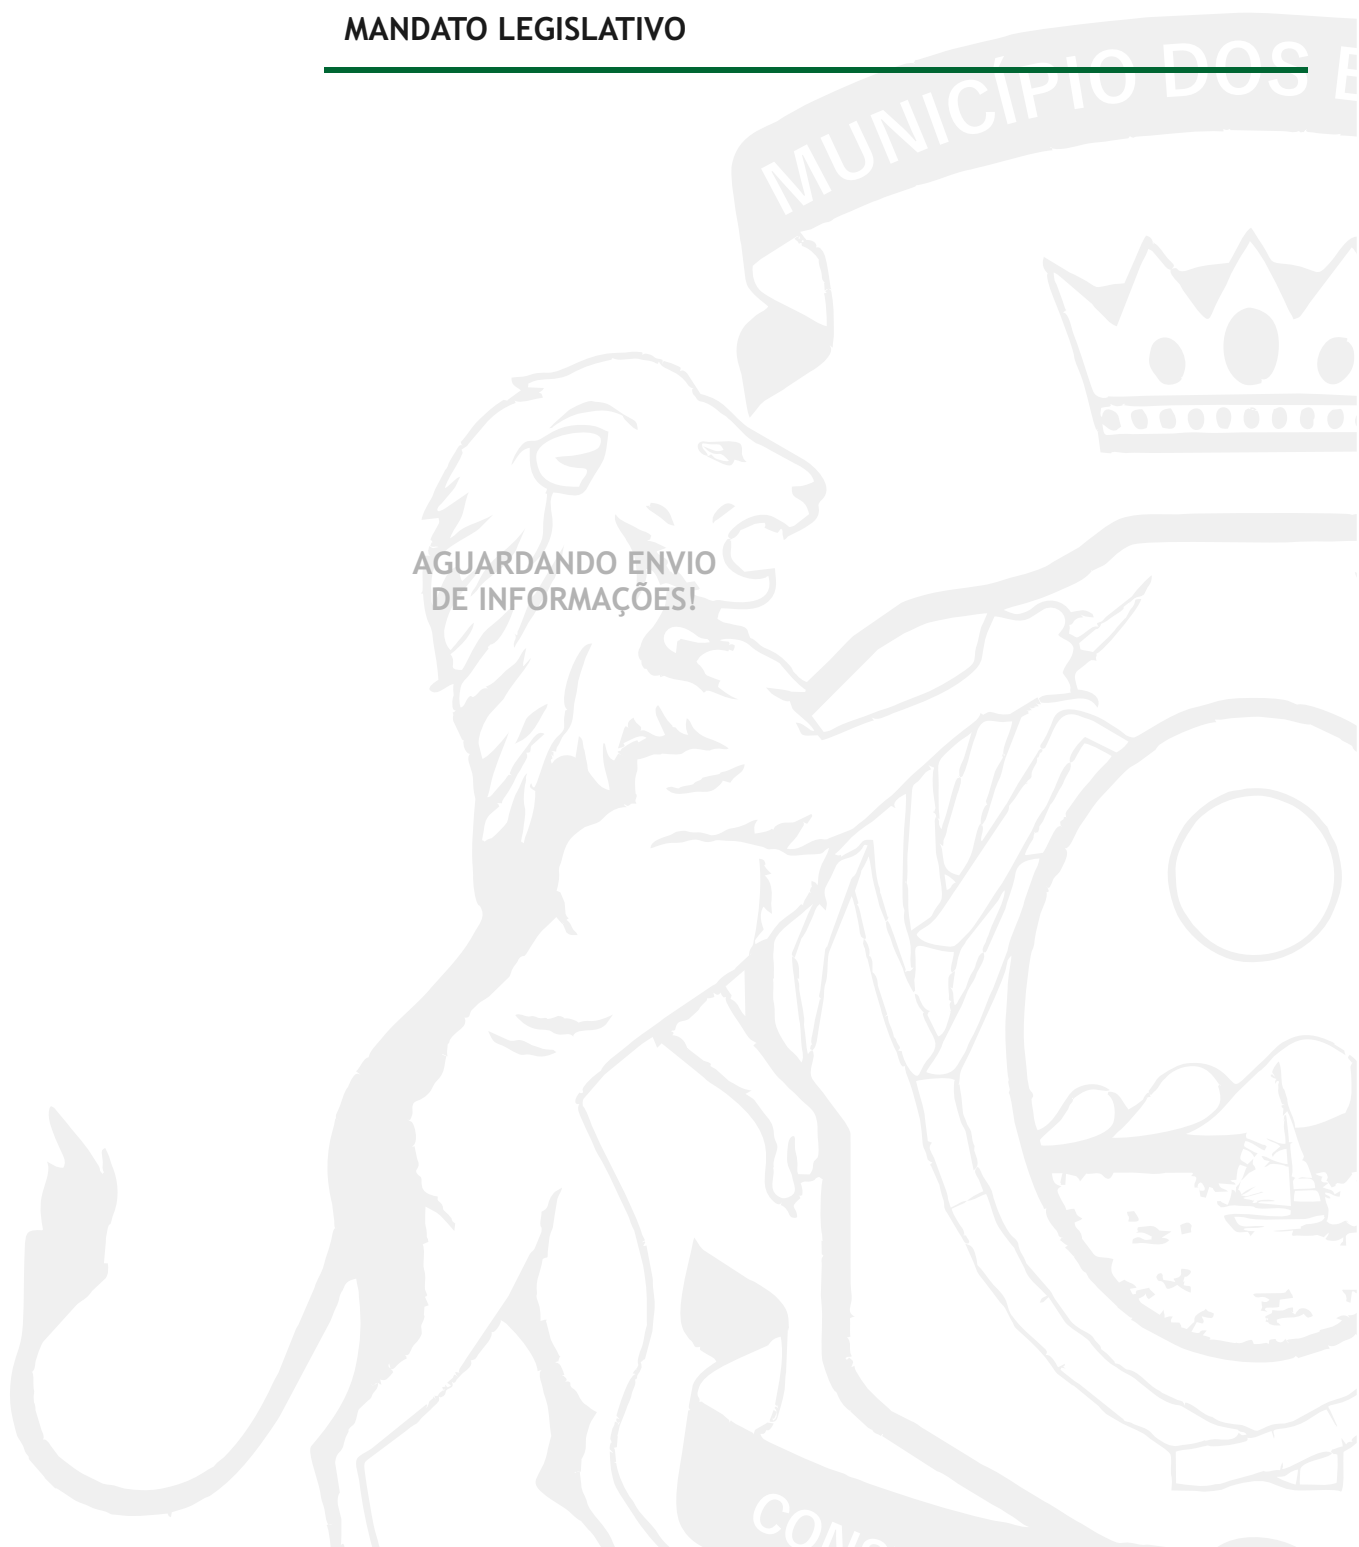 MANDATO LEGISLATIVO
MUNICÍPIO DOS
AGUARDANDO ENVIO
DE INFORMAÇÕES!